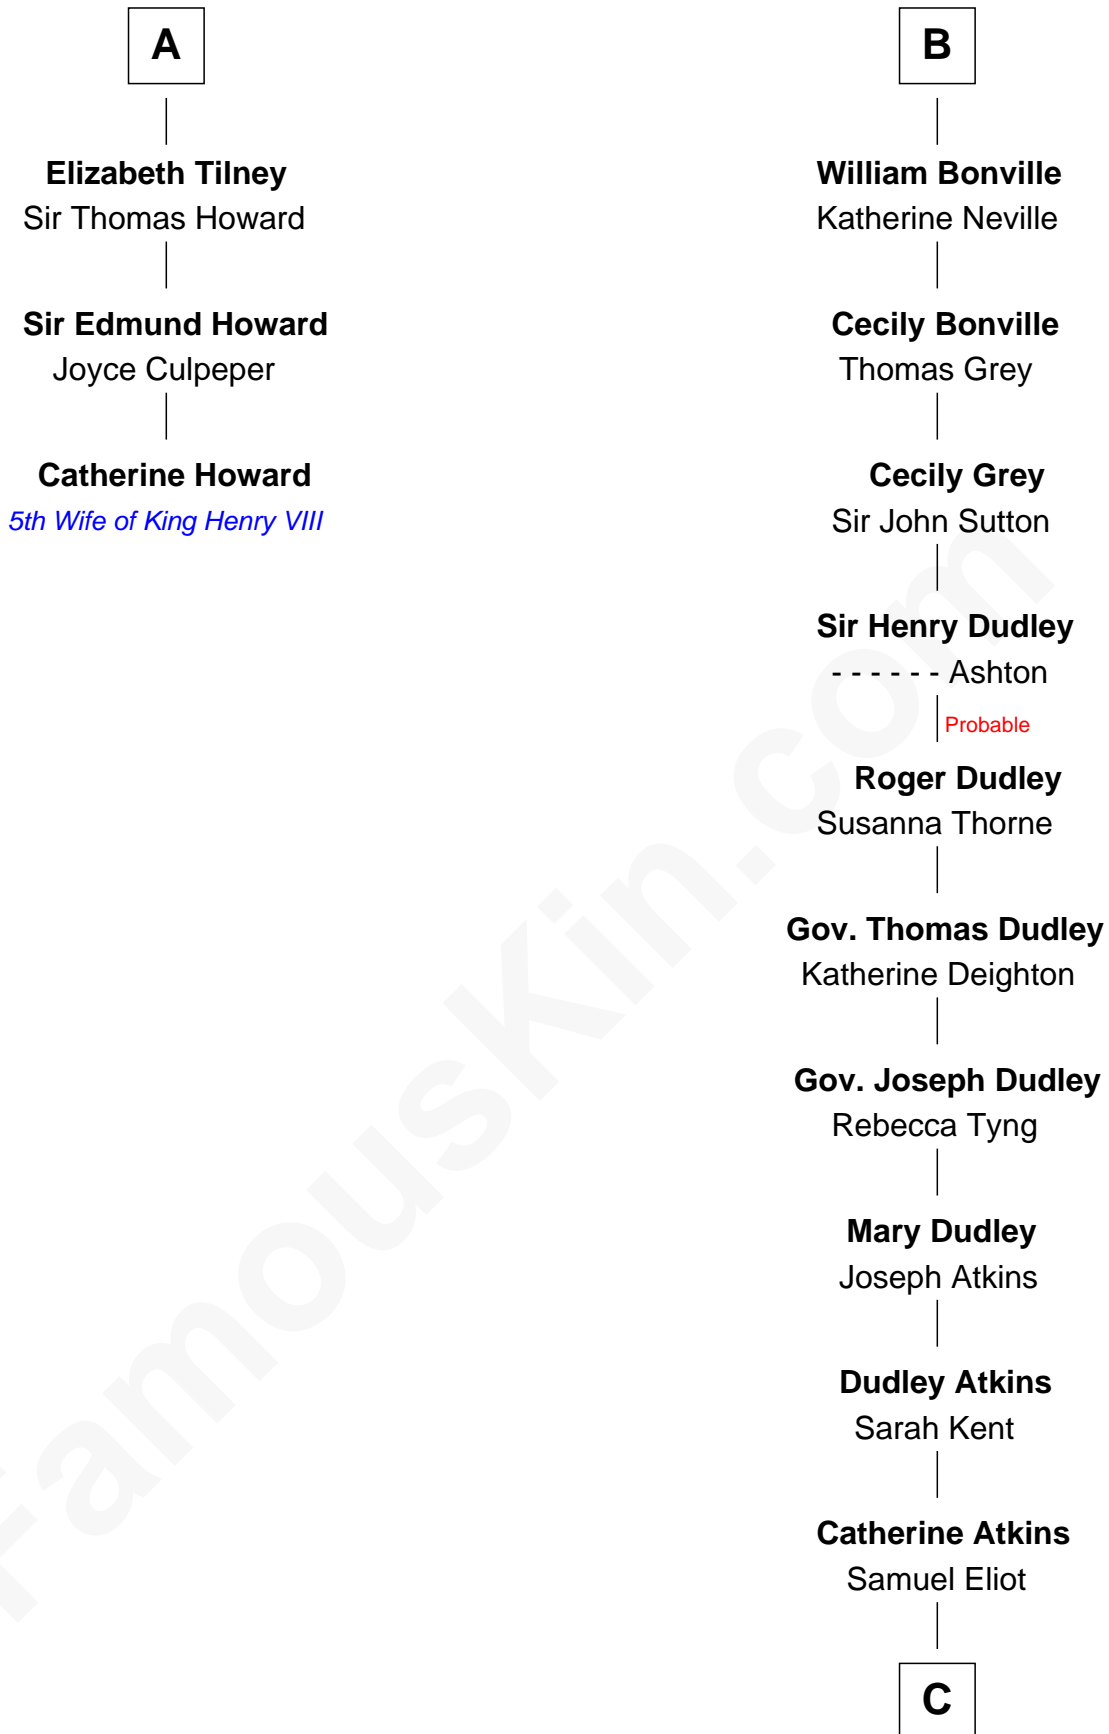 A
Elizabeth Tilney
Sir Thomas Howard
Sir Edmund Howard
Joyce Culpeper
Catherine Howard
5th Wife of King Henry VIII
B
William Bonville
Katherine Neville
Cecily Bonville
Thomas Grey
Cecily Grey
Sir John Sutton
Sir Henry Dudley
- - - - - - Ashton
Probable
Roger Dudley
Susanna Thorne
Gov. Thomas Dudley
Katherine Deighton
Gov. Joseph Dudley
Rebecca Tyng
Mary Dudley
Joseph Atkins
Dudley Atkins
Sarah Kent
Catherine Atkins
Samuel Eliot
C
FamousKin.com